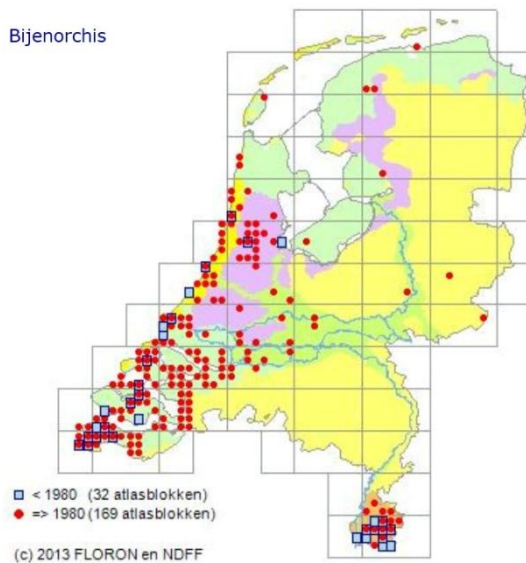 Bijenorchis
< 1980 (32 atlasblokken)
=> 1980 (169 atlasblokken)
(c) 2013 FLORON en NDFF